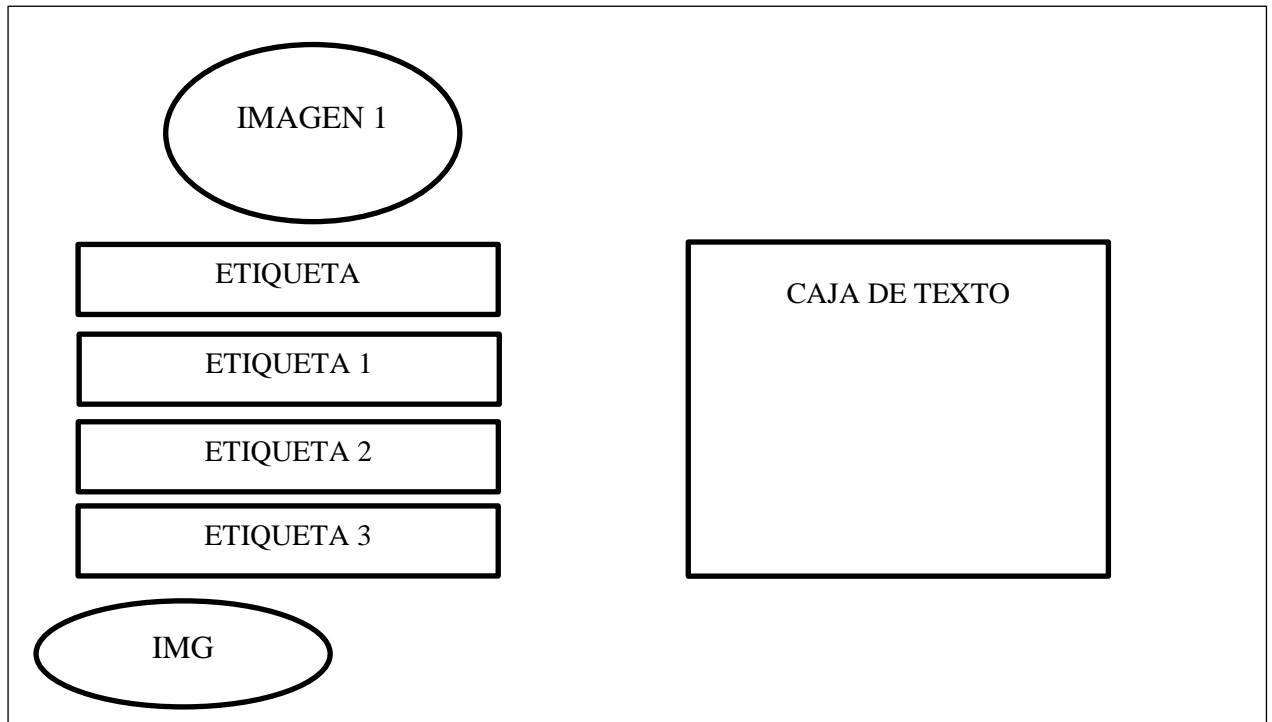 IMAGEN 1
ETIQUETA
CAJA DE TEXTO
ETIQUETA 1
ETIQUETA 2
ETIQUETA 3
IMG